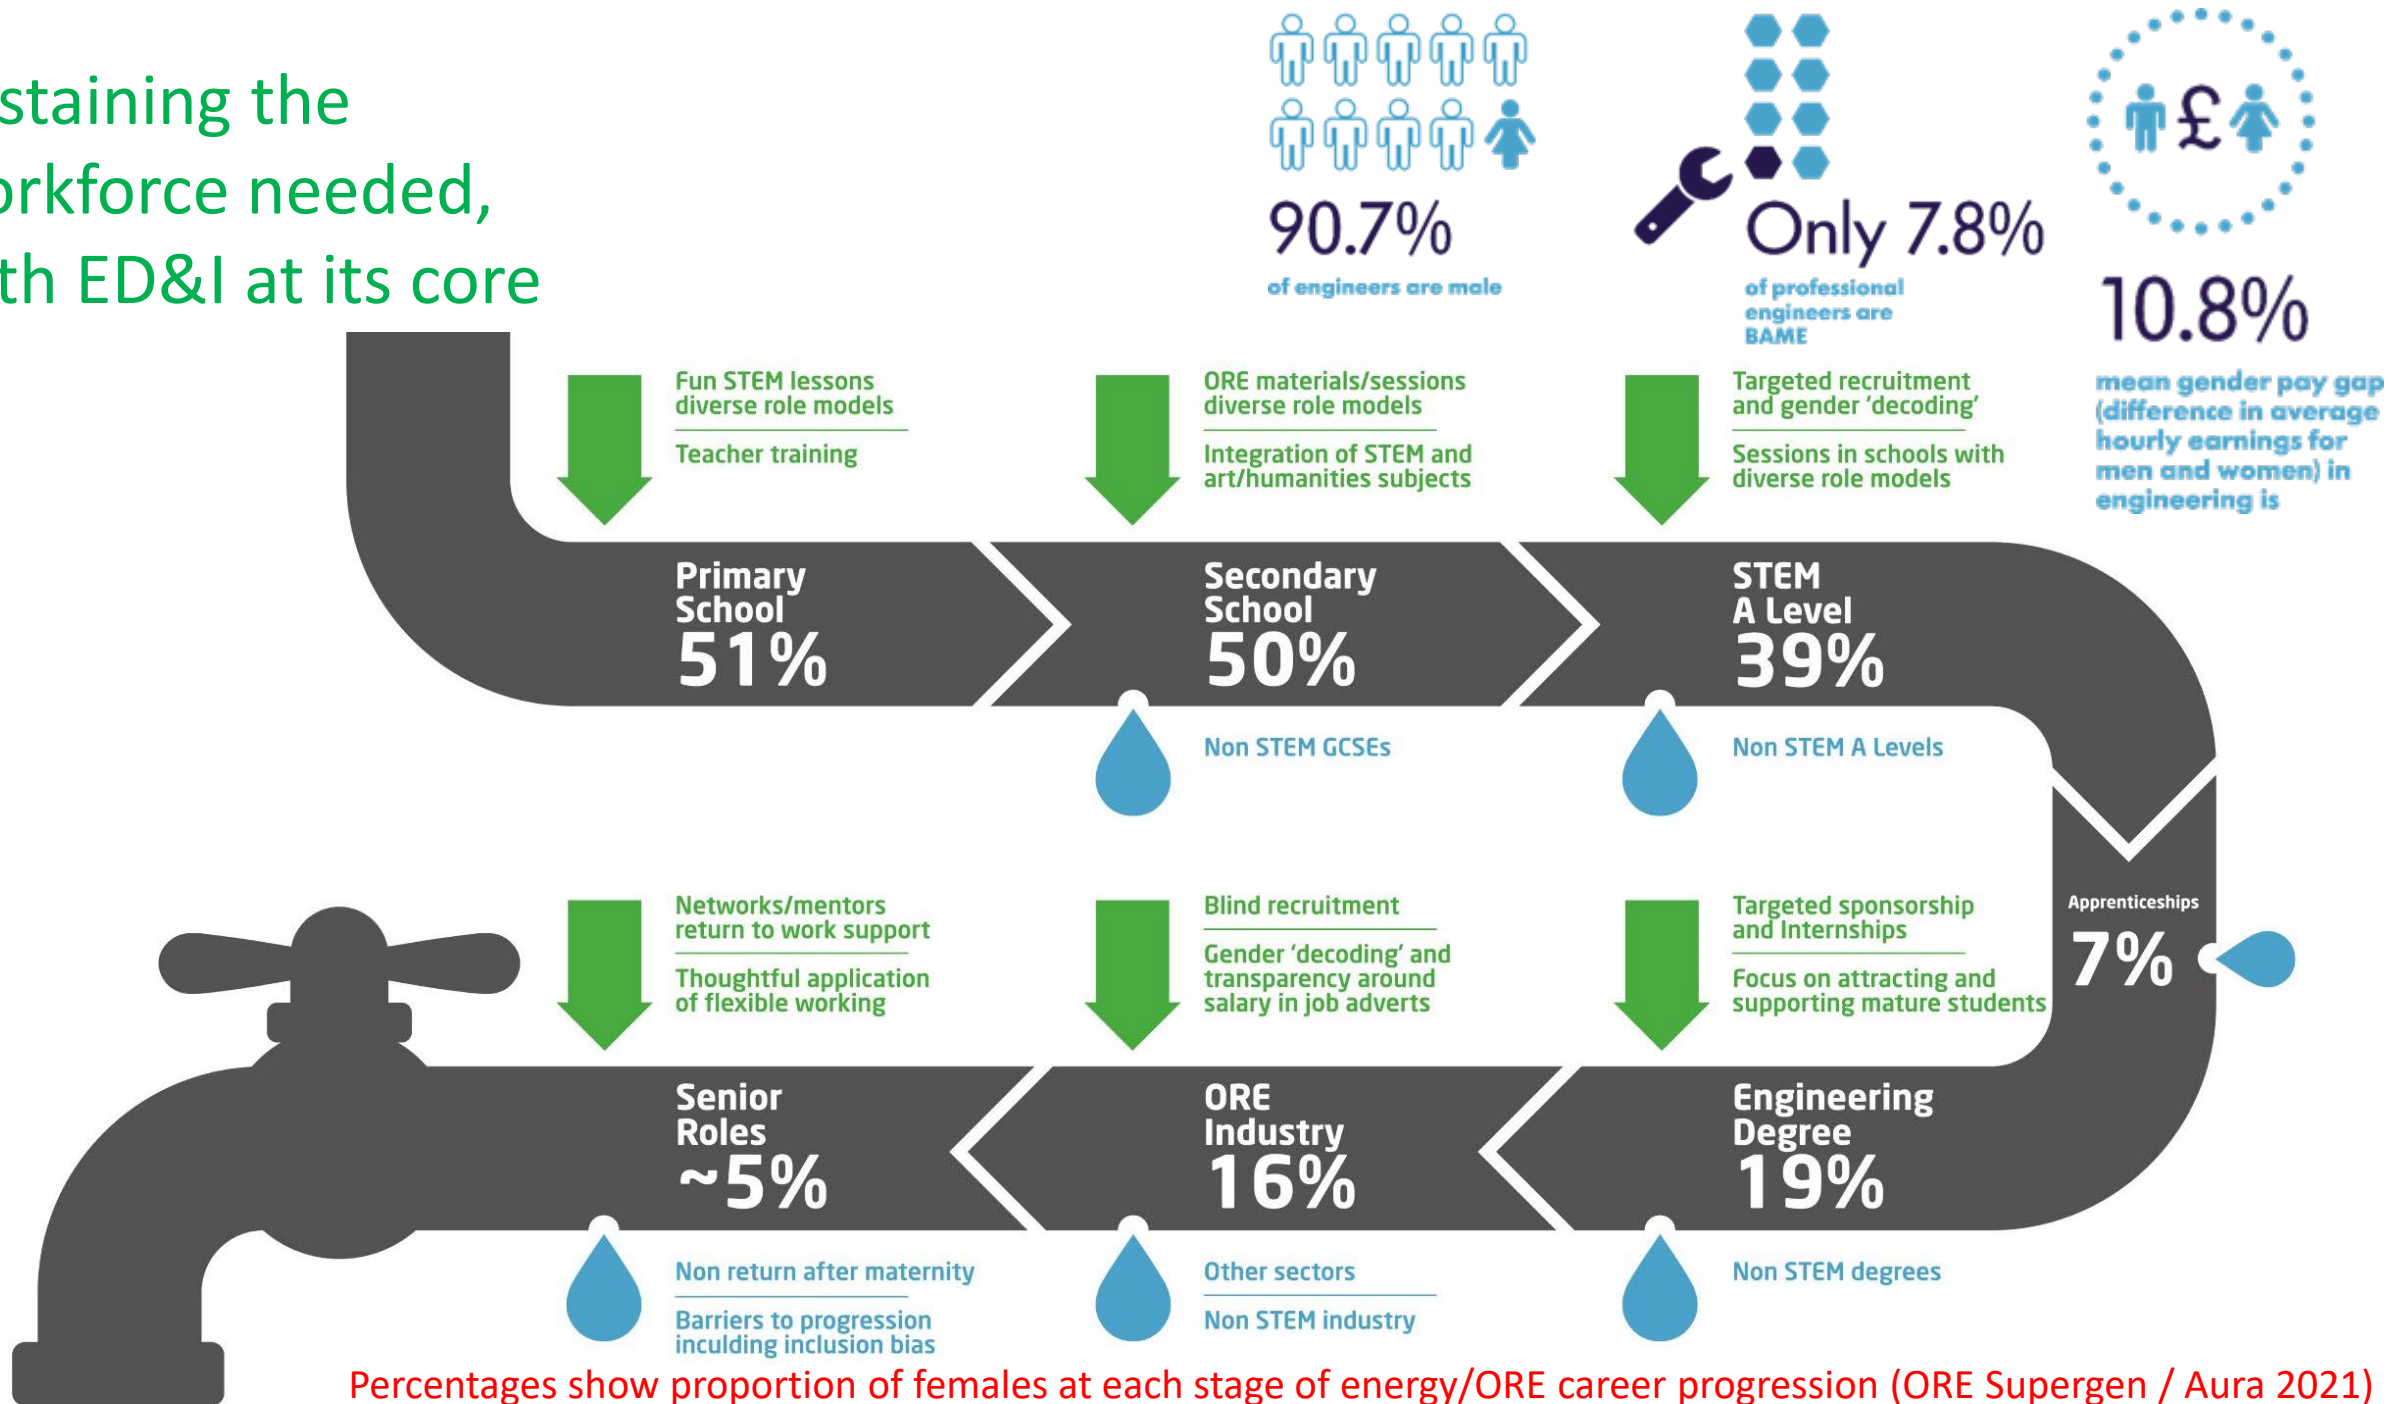 staining the
orkforce needed,
th ED&I at its core
90.7%
of engineers are male
Only 7.8%
of professional
engineers are
BAME
£
10.8%
mean gender pay gap
(difference in average
hourly earnings for
men and women) in
engineering is
Fun STEM lessons
diverse role models
Teacher training
ORE materials/sessions
diverse role models
Integration of STEM and
art/humanities subjects
Targeted recruitment
and gender ‘decoding’
Sessions in schools with
diverse role models
Primary
School
51%
Secondary
School
50%
STEM
A Level
39%
Non STEM GCSEs
Non STEM A Levels
Apprenticeships
7%
Networks/mentors
return to work support
Thoughtful application
of flexible working
Blind recruitment
Gender ‘decoding’ and
transparency around
salary in job adverts
Targeted sponsorship
and Internships
Focus on attracting and
supporting mature students
Senior
Roles
~5%
ORE
Industry
16%
Engineering
Degree
19%
Non return after maternity
Barriers to progression
inculding inclusion bias
Other sectors
Non STEM industry
Non STEM degrees
Percentages show proportion of females at each stage of energy/ORE career progression (ORE Supergen / Aura 2021)